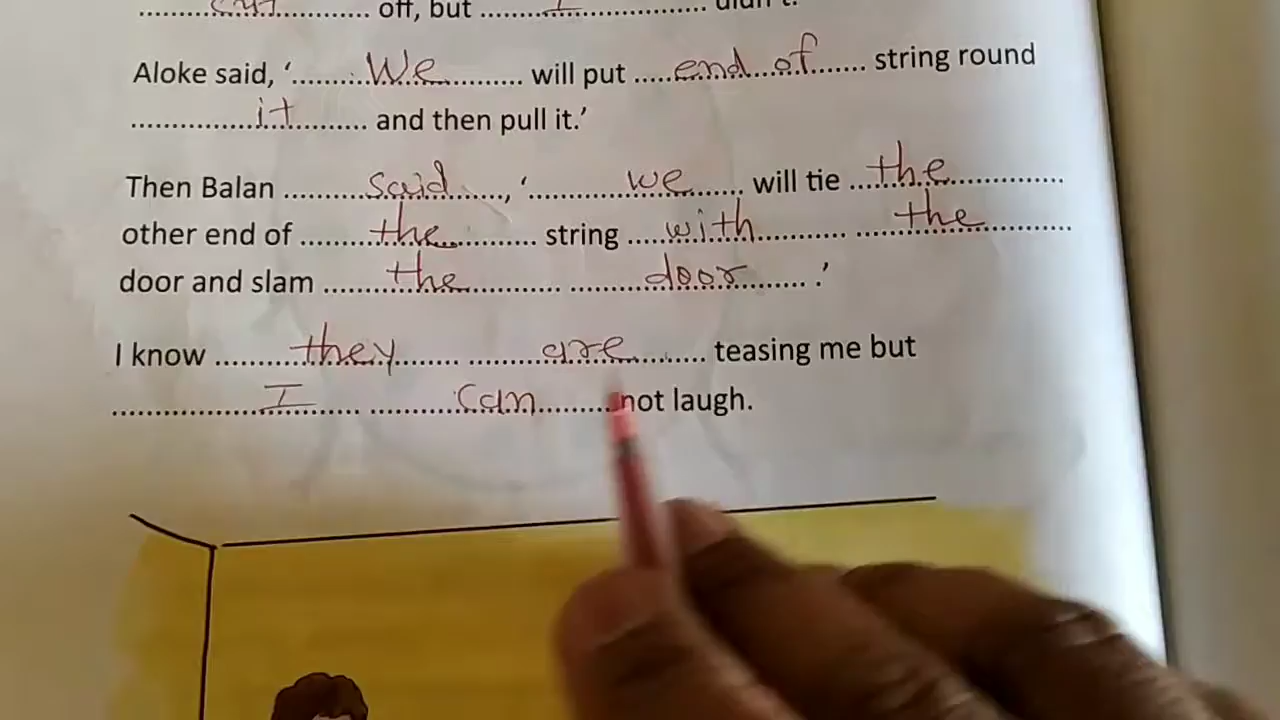 cut off, but I didn't.
Aloke said, ‘ We will put end of string round
it and then pull it.’
Then Balan said, ‘ we will tie the
other end of the string with the
door and slam the door .’
I know they are teasing me but
I can not laugh.